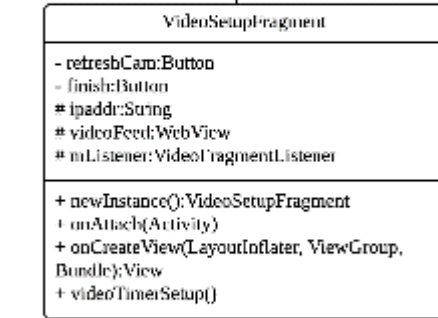 VideoSetupFragment
- refreshCam:Button
- finish:Button
# ipaddr:String
# videoFeed:WebView
# mListener:VideoFragmentListener
+ newInstance():VideoSetupFragment
+ onAttach(Activity)
+ onCreateView(LayoutInflater, ViewGroup,
Bundle):View
+ videoTimerSetup()